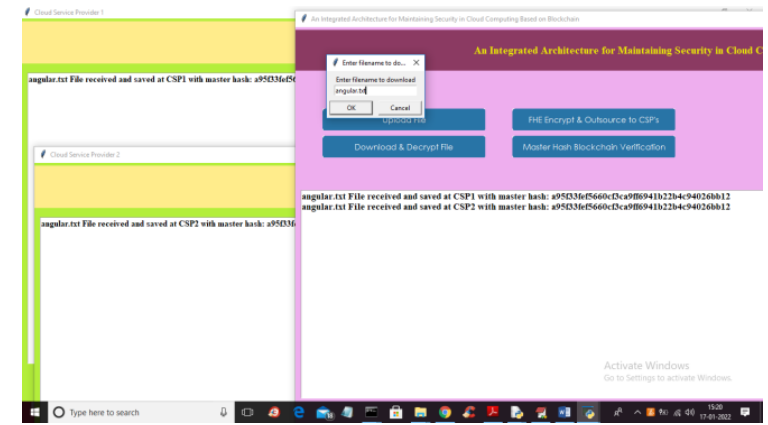 Cloud Service Provider 1
angular.txt File received and saved at CSP1 with master hash: a95f33fef56
Cloud Service Provider 2
angular.txt File received and saved at CSP2 with master hash: a95f33f
An Integrated Architecture for Maintaining Security in Cloud Computing Based on Blockchain
An Integrated Architecture for Maintaining Security in Cloud C
Enter filename to do...
Enter filename to download
angular.txt
OK
Cancel
Upload File
FHE Encrypt & Outsource to CSP's
Download & Decrypt File
Master Hash Blockchain Verification
angular.txt File received and saved at CSP1 with master hash: a95f33fef5660cf3ca9ff6941b22b4c94026bb12
angular.txt File received and saved at CSP2 with master hash: a95f33fef5660cf3ca9ff6941b22b4c94026bb12
Activate Windows
Go to Settings to activate Windows.
Type here to search
15:20
17-01-2022